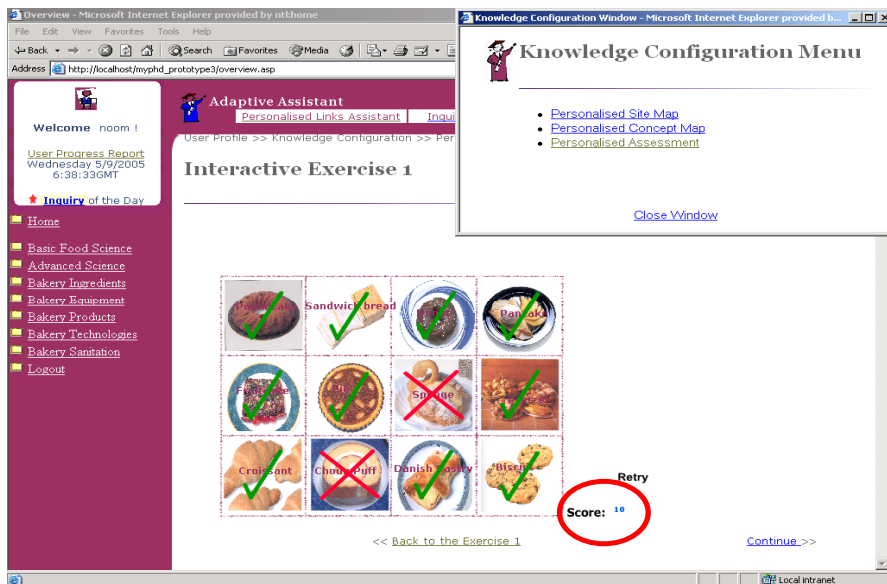 Overview - Microsoft Internet Explorer provided by ntlhome
File Edit View Favorites Tools Help
Back Search Favorites Media
Address http://localhost/myphd_prototype3/overview.asp
Knowledge Configuration Window - Microsoft Internet Explorer provided b...
Knowledge Configuration Menu
Personalised Site Map
Personalised Concept Map
Personalised Assessment
Close Window
Welcome noom !
User Progress Report
Wednesday 5/9/2005
6:38:33GMT
Inquiry of the Day
Home
Basic Food Science
Advanced Science
Bakery Ingredients
Bakery Equipment
Bakery Products
Bakery Technologies
Bakery Sanitation
Logout
Adaptive Assistant
Personalised Links Assistant Inqui
User Profile >> Knowledge Configuration >> Per
Interactive Exercise 1
Sandwich bread Pancake
Sponge
Croissant Choux Puff Danish Pastry Biscuit
Retry
Score: 10
<< Back to the Exercise 1
Continue >>
Local intranet